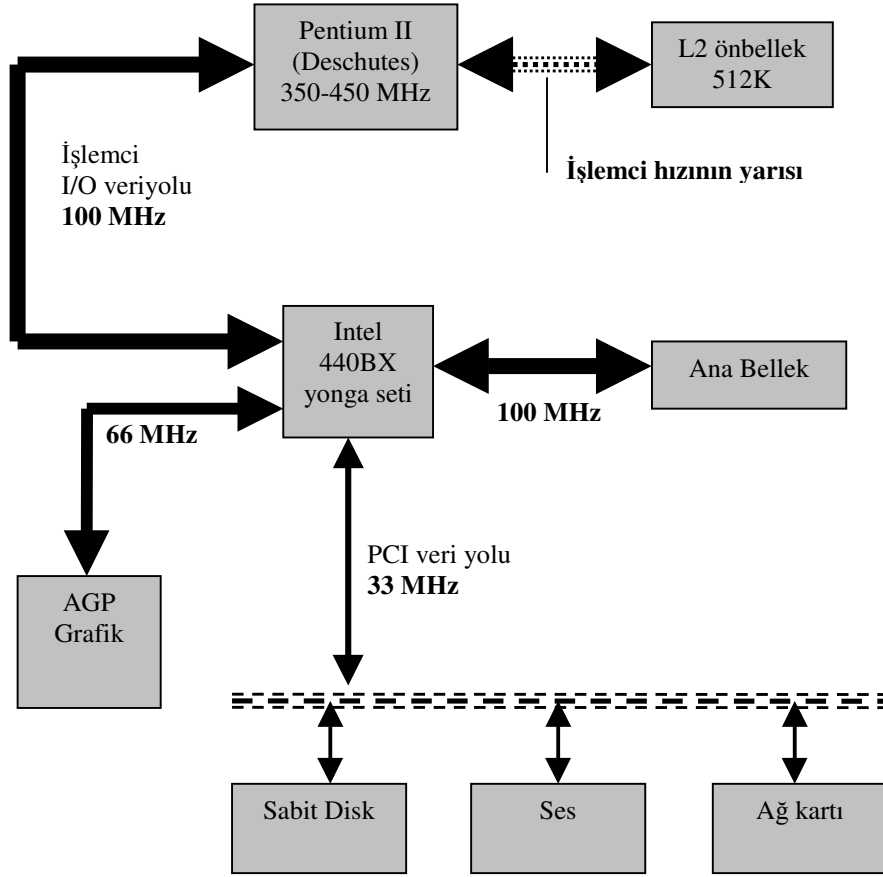 Pentium II
(Deschutes)
350-450 MHz
L2 önbellek
512K
İşlemci
I/O veriyolu
100 MHz
İşlemci hızının yarısı
Intel
440BX
yonga seti
Ana Bellek
100 MHz
66 MHz
PCI veri yolu
33 MHz
AGP
Grafik
Sabit Disk
Ses
Ağ kartı